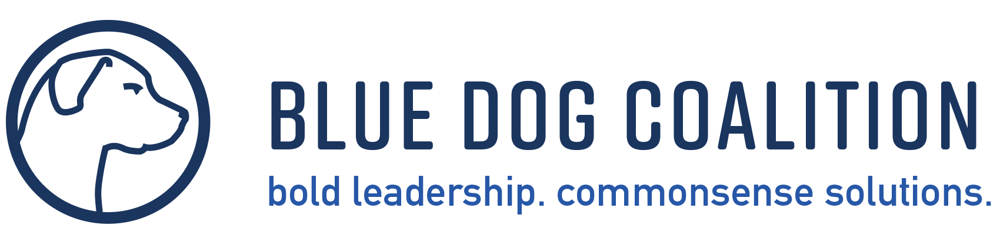 BLUE DOG COALITION
bold leadership. commonsense solutions.